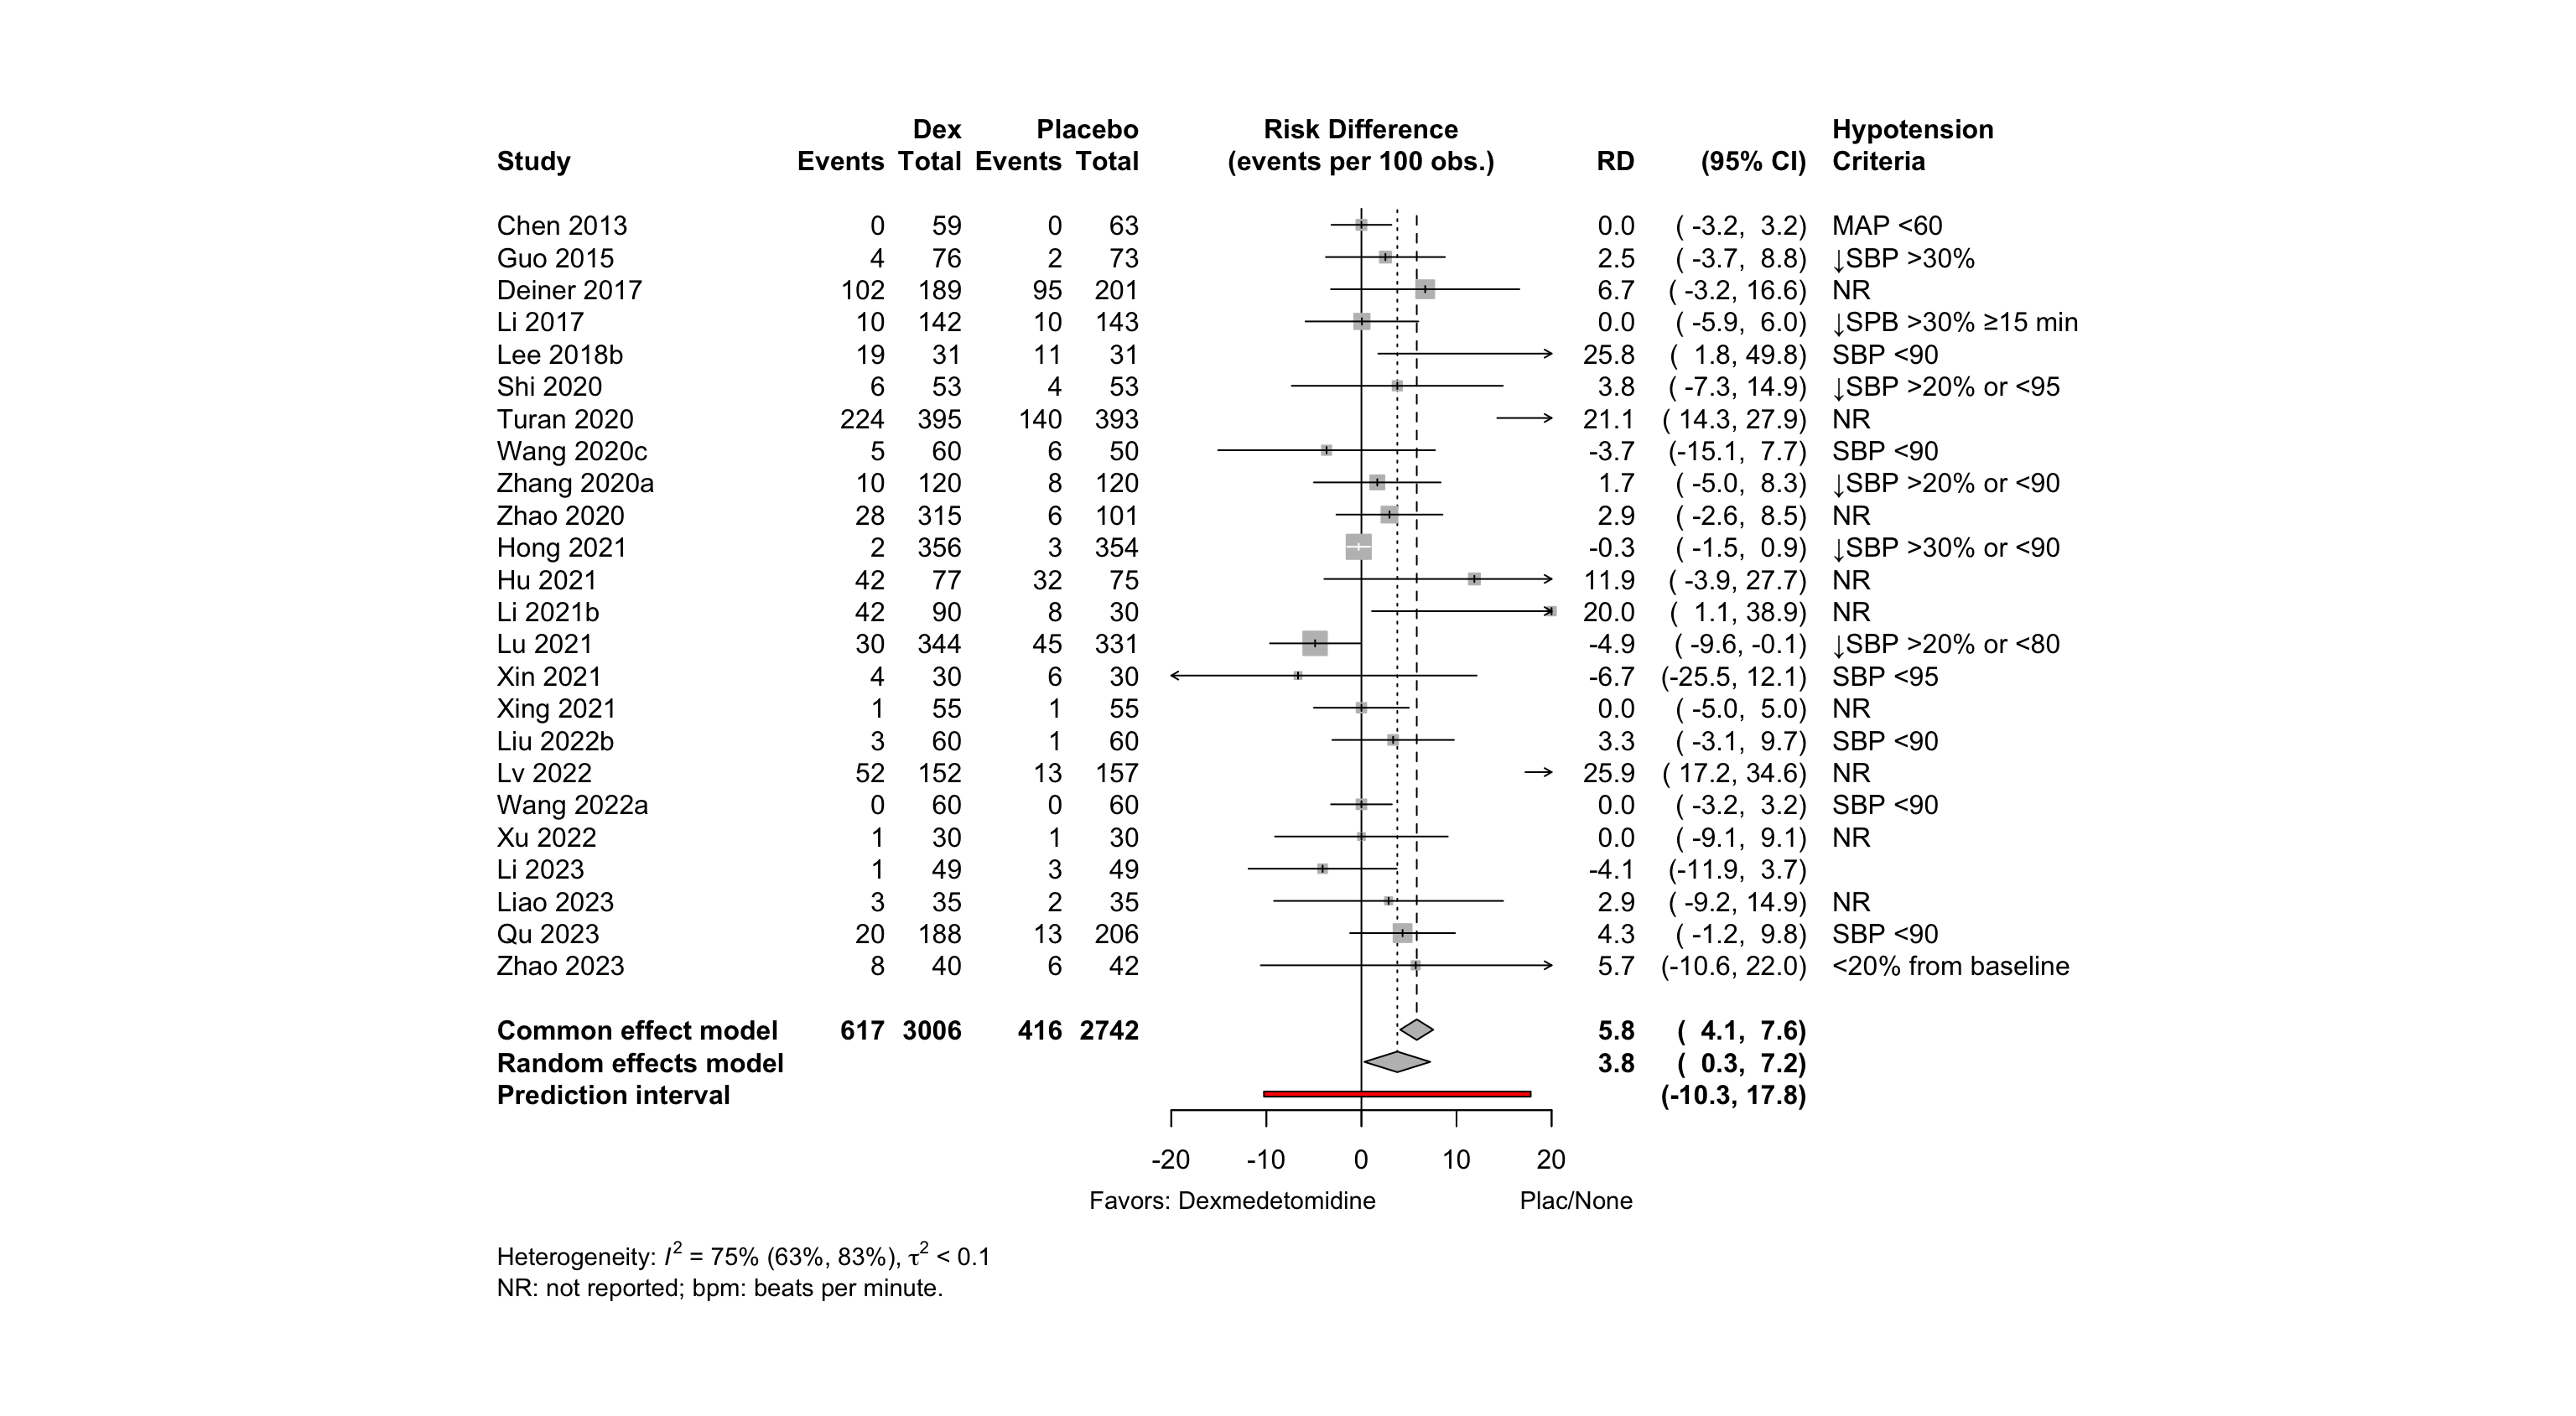 Dex Placebo Risk Difference Hypotension
Study Events Total Events Total (events per 100 obs.) RD (95% CI) Criteria
Chen 2013 0 59 0 63 0.0 ( -3.2, 3.2) MAP <60
Guo 2015 4 76 2 73 2.5 ( -3.7, 8.8) ↓SBP >30%
Deiner 2017 102 189 95 201 6.7 ( -3.2, 16.6) NR
Li 2017 10 142 10 143 0.0 ( -5.9, 6.0) ↓SPB >30% ≥15 min
Lee 2018b 19 31 11 31 25.8 ( 1.8, 49.8) SBP <90
Shi 2020 6 53 4 53 3.8 ( -7.3, 14.9) ↓SBP >20% or <95
Turan 2020 224 395 140 393 21.1 ( 14.3, 27.9) NR
Wang 2020c 5 60 6 50 -3.7 (-15.1, 7.7) SBP <90
Zhang 2020a 10 120 8 120 1.7 ( -5.0, 8.3) ↓SBP >20% or <90
Zhao 2020 28 315 6 101 2.9 ( -2.6, 8.5) NR
Hong 2021 2 356 3 354 -0.3 ( -1.5, 0.9) ↓SBP >30% or <90
Hu 2021 42 77 32 75 11.9 ( -3.9, 27.7) NR
Li 2021b 42 90 8 30 20.0 ( 1.1, 38.9) NR
Lu 2021 30 344 45 331 -4.9 ( -9.6, -0.1) ↓SBP >20% or <80
Xin 2021 4 30 6 30 -6.7 (-25.5, 12.1) SBP <95
Xing 2021 1 55 1 55 0.0 ( -5.0, 5.0) NR
Liu 2022b 3 60 1 60 3.3 ( -3.1, 9.7) SBP <90
Lv 2022 52 152 13 157 25.9 ( 17.2, 34.6) NR
Wang 2022a 0 60 0 60 0.0 ( -3.2, 3.2) SBP <90
Xu 2022 1 30 1 30 0.0 ( -9.1, 9.1) NR
Li 2023 1 49 3 49 -4.1 (-11.9, 3.7)
Liao 2023 3 35 2 35 2.9 ( -9.2, 14.9) NR
Qu 2023 20 188 13 206 4.3 ( -1.2, 9.8) SBP <90
Zhao 2023 8 40 6 42 5.7 (-10.6, 22.0) <20% from baseline
Common effect model 617 3006 416 2742 5.8 ( 4.1, 7.6)
Random effects model 3.8 ( 0.3, 7.2)
Prediction interval (-10.3, 17.8)
-20 -10 0 10 20
Favors: Dexmedetomidine Plac/None
Heterogeneity: I² = 75% (63%, 83%), τ² < 0.1
NR: not reported; bpm: beats per minute.